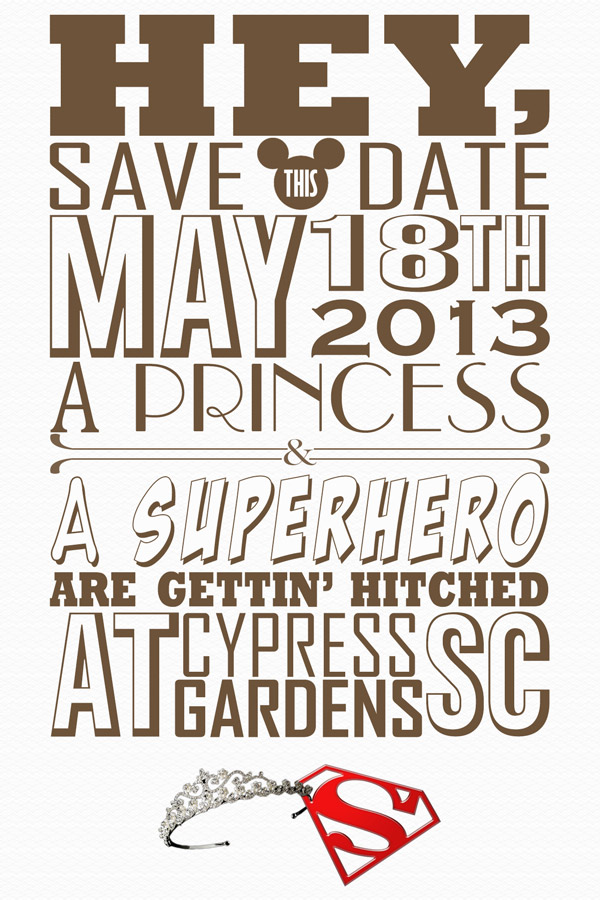 HEY,
SAVE THIS DATE
MAY 18TH
2013
A PRINCESS
&
A SUPERHERO
ARE GETTIN' HITCHED
AT CYPRESS GARDENS SC
S